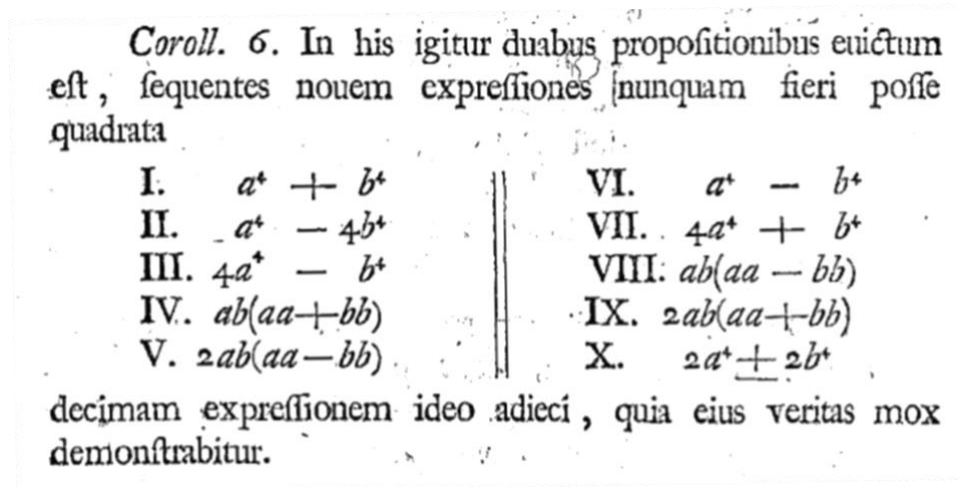 Coroll. 6. In his igitur duabus propoſitionibus euictum
eſt, ſequentes nouem expreſſiones nunquam fieri poſſe
quadrata
I. a⁴ + b⁴
II. a⁴ − 4b⁴
III. 4a⁴ − b⁴
IV. ab(aa+bb)
V. 2ab(aa−bb)
VI. a⁴ − b⁴
VII. 4a⁴ + b⁴
VIII. ab(aa − bb)
IX. 2ab(aa+bb)
X. 2a⁴ ± 2b⁴
decimam expreſſionem ideo adieci, quia eius veritas mox
demonſtrabitur.